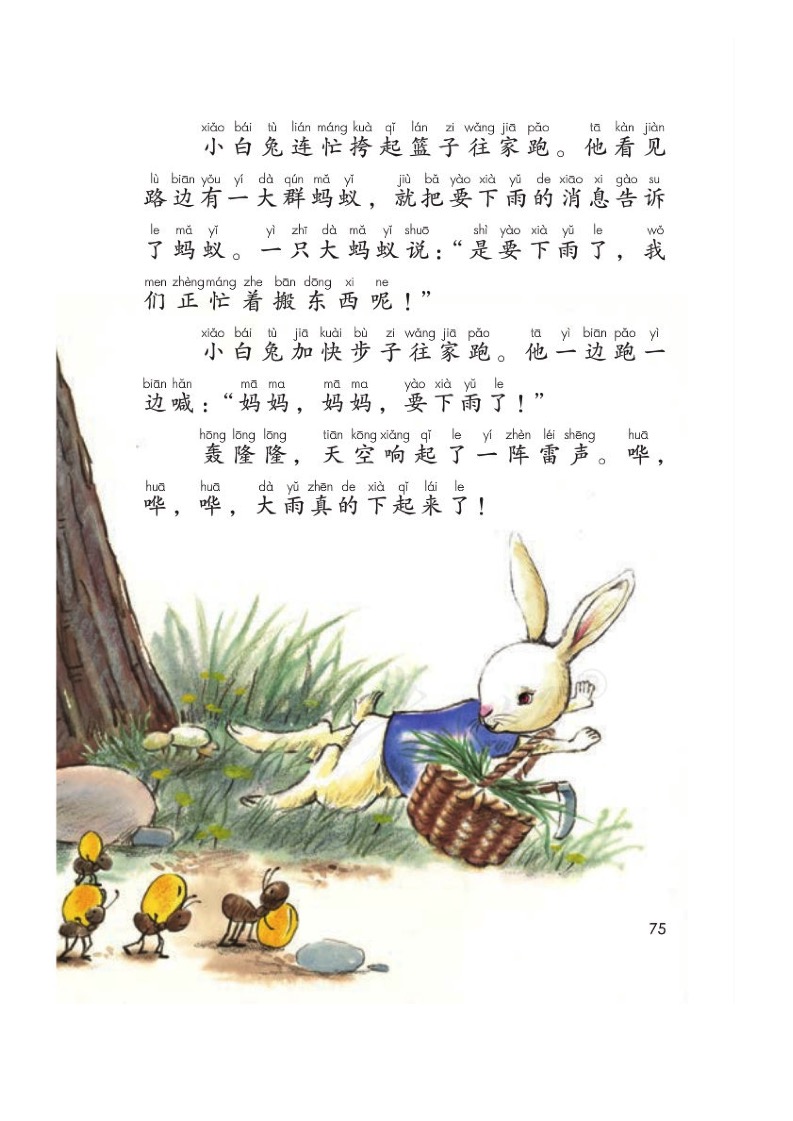 xiǎo bái tù lián máng kuà qǐ lán zi wǎng jiā pǎo tā kàn jiàn
小白兔连忙挎起篮子往家跑。他看见
lù biān yǒu yí dà qún mǎ yǐ jiù bǎ yào xià yǔ de xiāo xi gào su
路边有一大群蚂蚁，就把要下雨的消息告诉
le mǎ yǐ yì zhī dà mǎ yǐ shuō shì yào xià yǔ le wǒ
了蚂蚁。一只大蚂蚁说：“是要下雨了，我
men zhèng máng zhe bān dōng xi ne
们正忙着搬东西呢！”
xiǎo bái tù jiā kuài bù zi wǎng jiā pǎo tā yì biān pǎo yì
小白兔加快步子往家跑。他一边跑一
biān hǎn mā ma mā ma yào xià yǔ le
边喊：“妈妈，妈妈，要下雨了！”
hōng lōng lōng tiān kōng xiǎng qǐ le yí zhèn léi shēng huā
轰隆隆，天空响起了一阵雷声。哗，
huā huā dà yǔ zhēn de xià qǐ lái le
哗，哗，大雨真的下起来了！
75